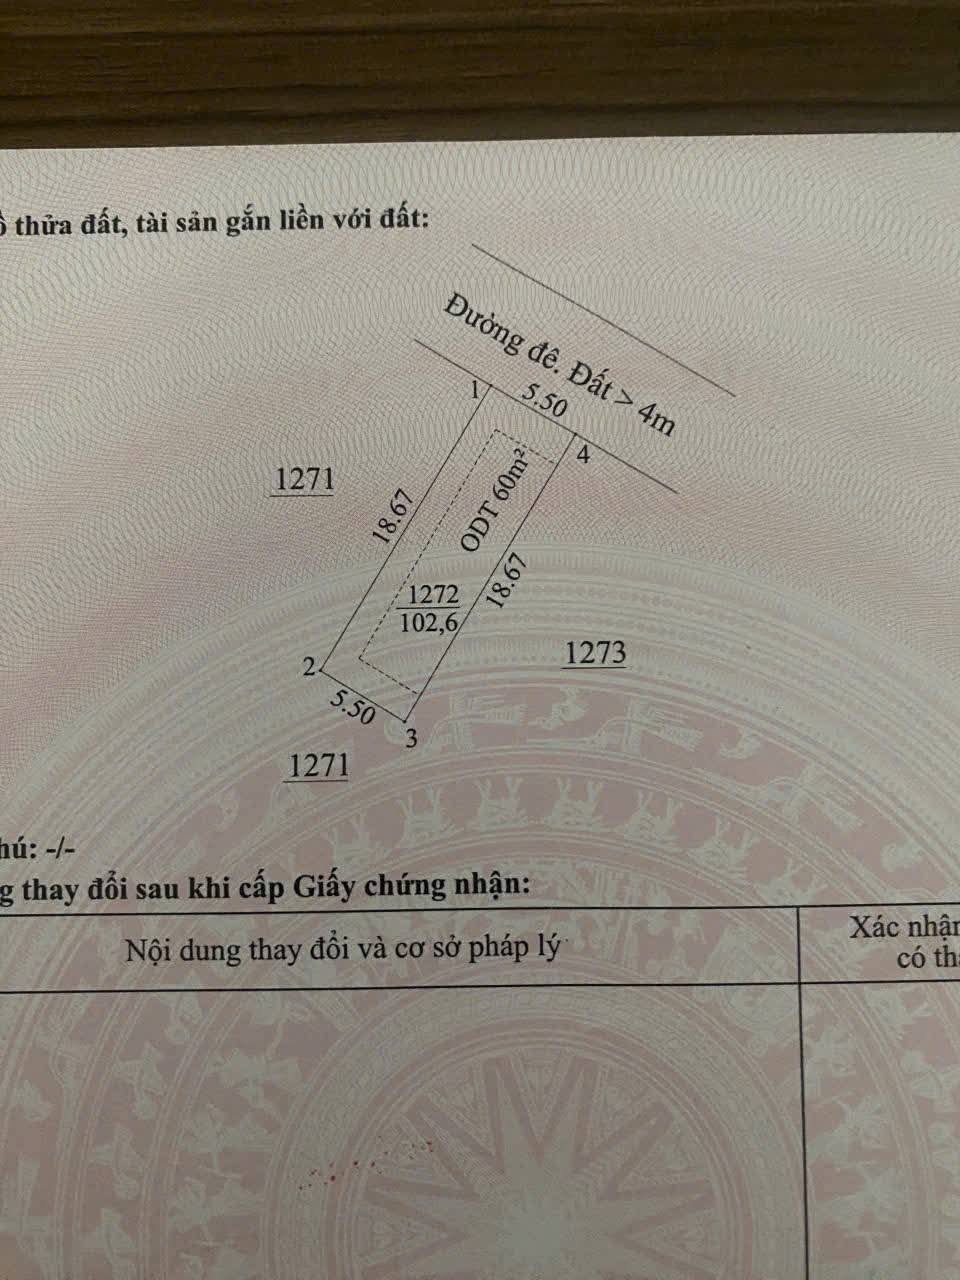 thửa đất, tài sản gắn liền với đất:
Đường đê. Đất > 4m
1
5.50
4
1271
18.67
ODT 60m²
1272
102,6
18.67
1273
2
5.50
3
1271
hú: -/-
g thay đổi sau khi cấp Giấy chứng nhận:
Nội dung thay đổi và cơ sở pháp lý
Xác nhận
có th